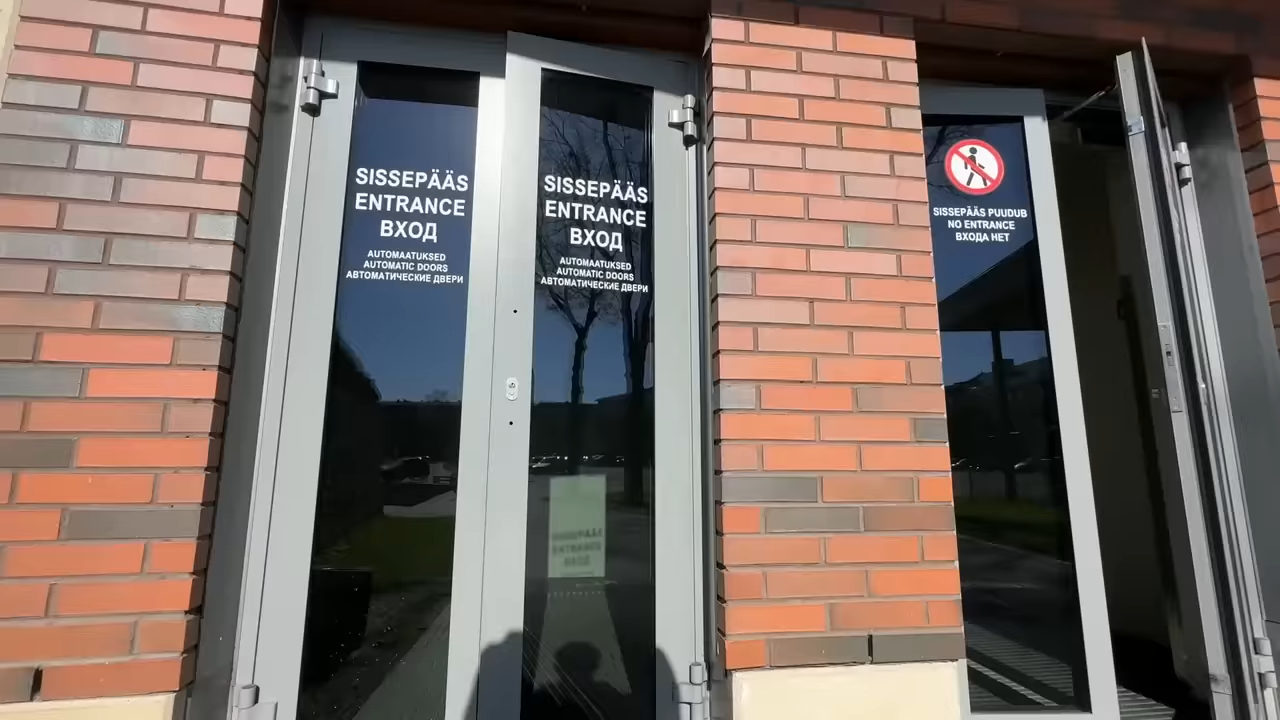 SISSEPÄÄS
ENTRANCE
ВХОД
AUTOMAATUKSED
AUTOMATIC DOORS
АВТОМАТИЧЕСКИЕ ДВЕРИ
SISSEPÄÄS
ENTRANCE
ВХОД
AUTOMAATUKSED
AUTOMATIC DOORS
АВТОМАТИЧЕСКИЕ ДВЕРИ
SISSEPÄÄS PUUDUB
NO ENTRANCE
ВХОДА НЕТ